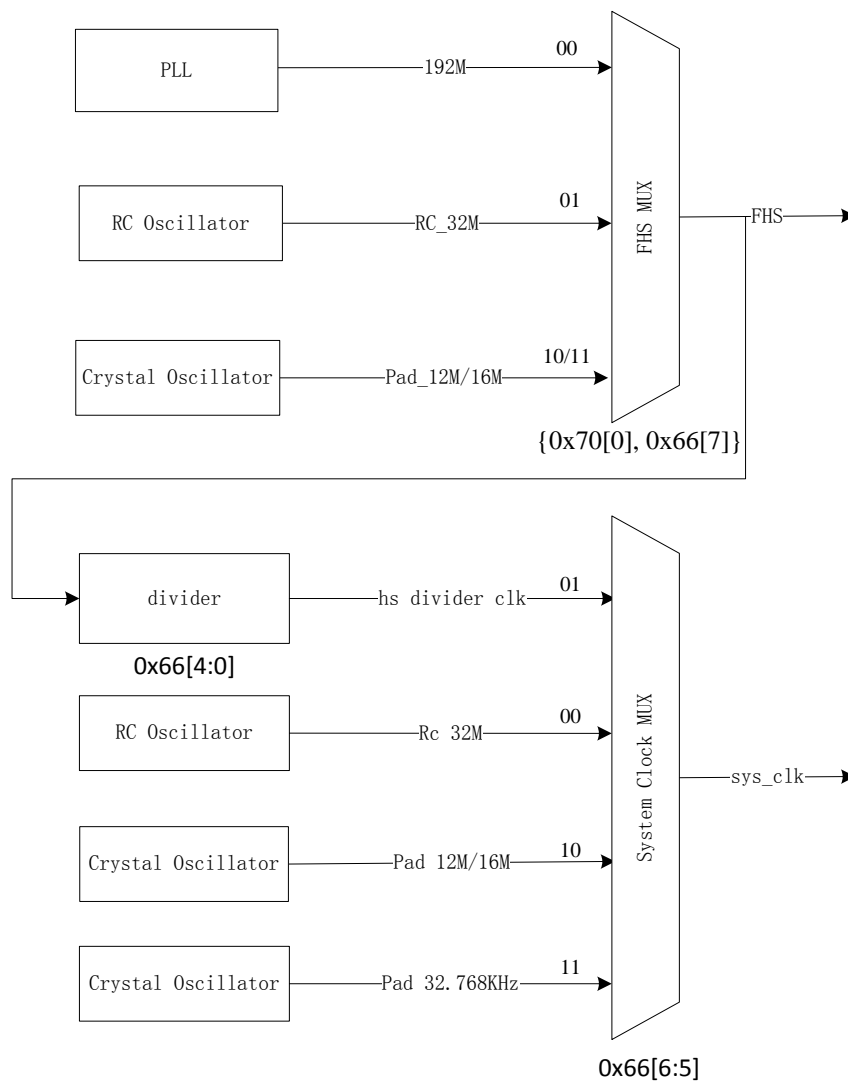 00
PLL
192M
01
RC Oscillator
RC_32M
FHS MUX
FHS
10/11
Crystal Oscillator
Pad_12M/16M
{0x70[0], 0x66[7]}
01
divider
hs divider clk
0x66[4:0]
00
RC Oscillator
Rc 32M
System Clock MUX
sys_clk
10
Crystal Oscillator
Pad 12M/16M
11
Crystal Oscillator
Pad 32.768KHz
0x66[6:5]